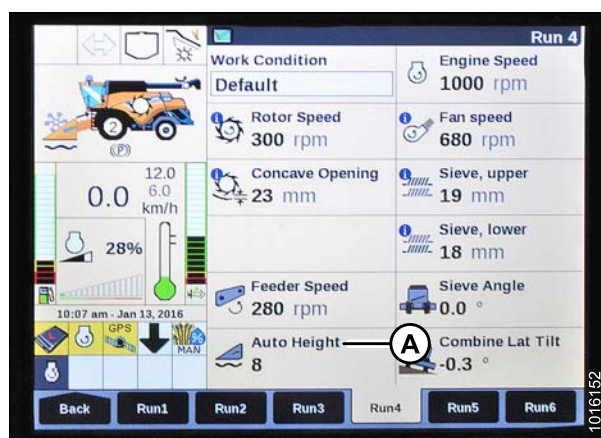 Run 4
Work Condition
Default
Engine Speed
1000 rpm
Rotor Speed
300 rpm
Fan speed
680 rpm
Concave Opening
23 mm
Sieve, upper
19 mm
Sieve, lower
18 mm
Feeder Speed
280 rpm
Sieve Angle
0.0 °
Auto Height
8
A
Combine Lat Tilt
-0.3 °
2
(P)
12.0
0.0
6.0
km/h
28%
10:07 am - Jan 13, 2016
GPS
MAN
%
Back
Run1
Run2
Run3
Run4
Run5
Run6
1016152